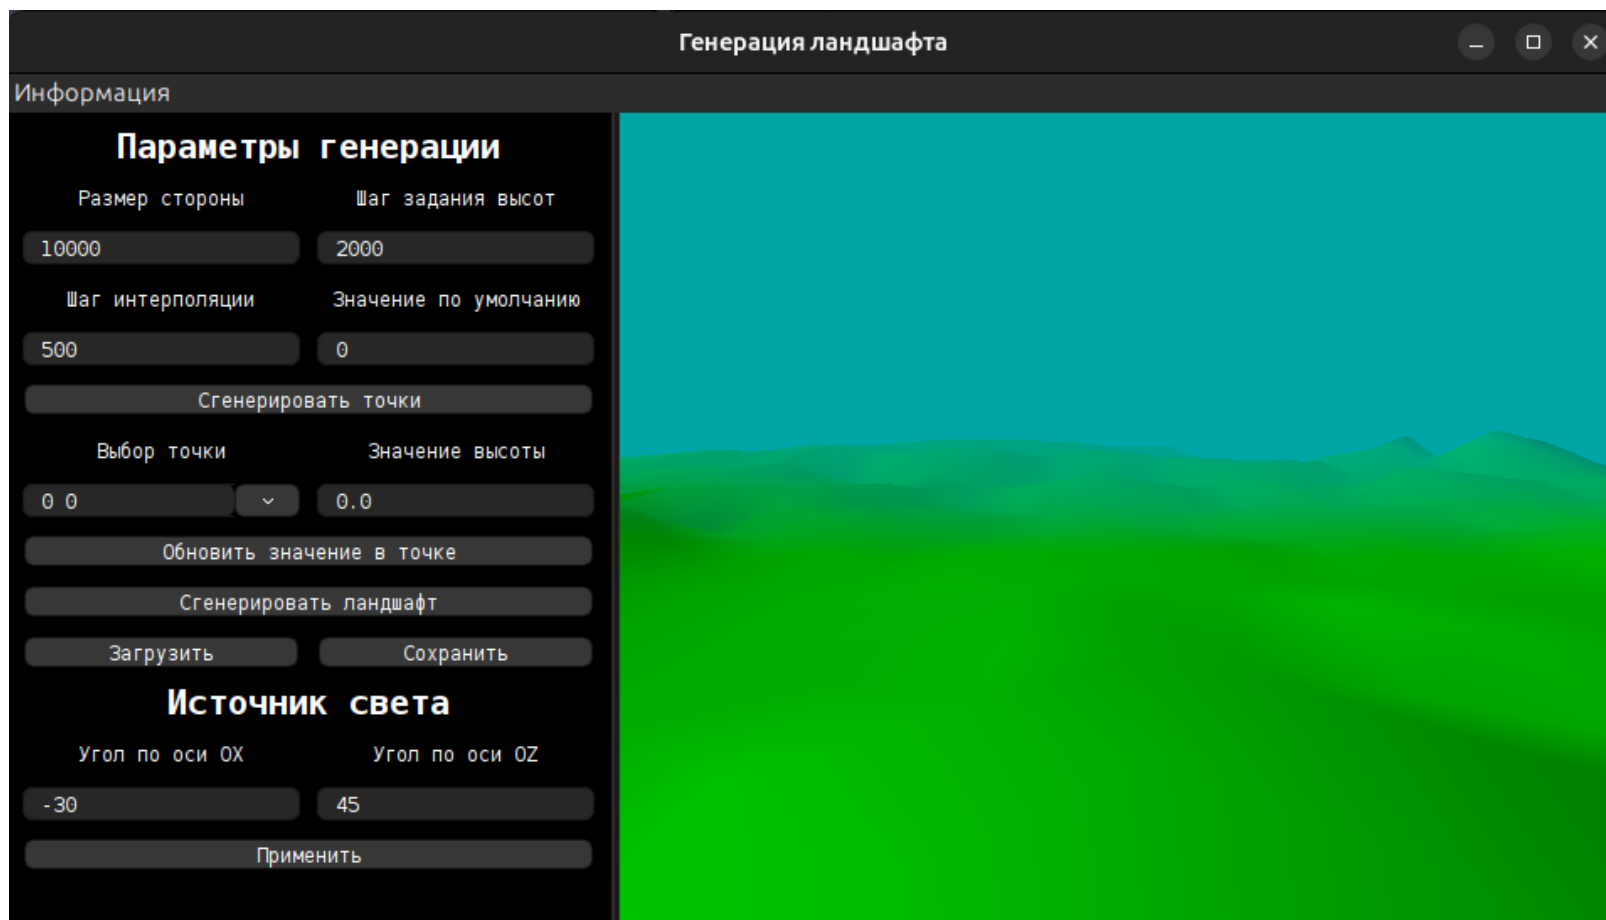 Генерация ландшафта
Информация
Параметры генерации
Размер стороны Шаг задания высот
10000 2000
Шаг интерполяции Значение по умолчанию
500 0
Сгенерировать точки
Выбор точки Значение высоты
0 0 0.0
Обновить значение в точке
Сгенерировать ландшафт
Загрузить Сохранить
Источник света
Угол по оси OX Угол по оси OZ
-30 45
Применить